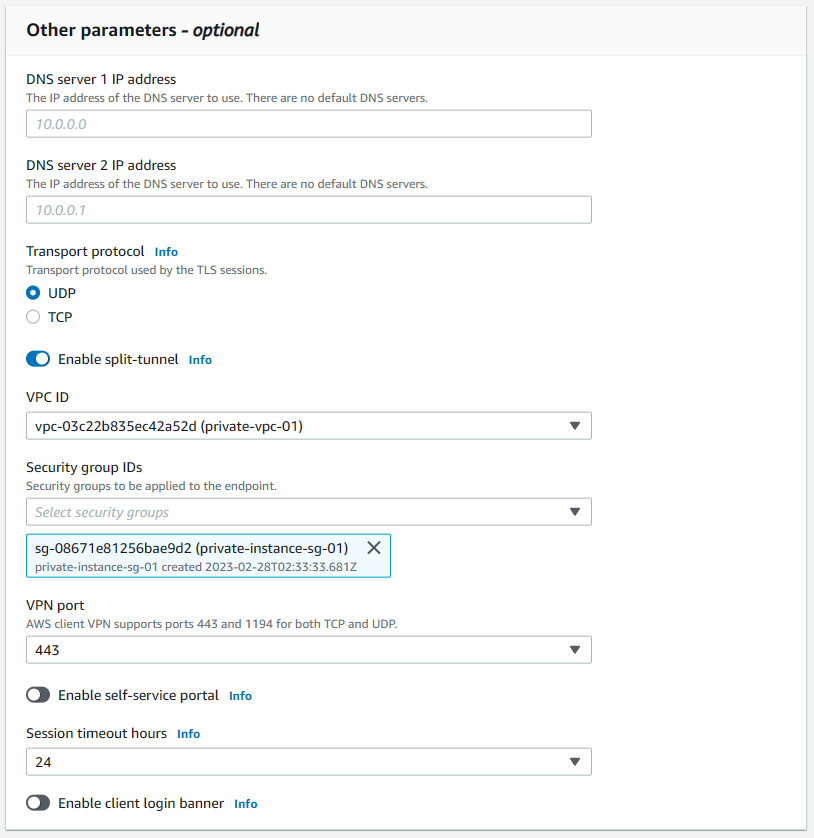 Other parameters - optional
DNS server 1 IP address
The IP address of the DNS server to use. There are no default DNS servers.
10.0.0.0
DNS server 2 IP address
The IP address of the DNS server to use. There are no default DNS servers.
10.0.0.1
Transport protocol Info
Transport protocol used by the TLS sessions.
UDP
TCP
Enable split-tunnel Info
VPC ID
vpc-03c22b835ec42a52d (private-vpc-01)
Security group IDs
Security groups to be applied to the endpoint.
Select security groups
sg-08671e81256bae9d2 (private-instance-sg-01)
private-instance-sg-01 created 2023-02-28T02:33:33.681Z
VPN port
AWS client VPN supports ports 443 and 1194 for both TCP and UDP.
443
Enable self-service portal Info
Session timeout hours Info
24
Enable client login banner Info